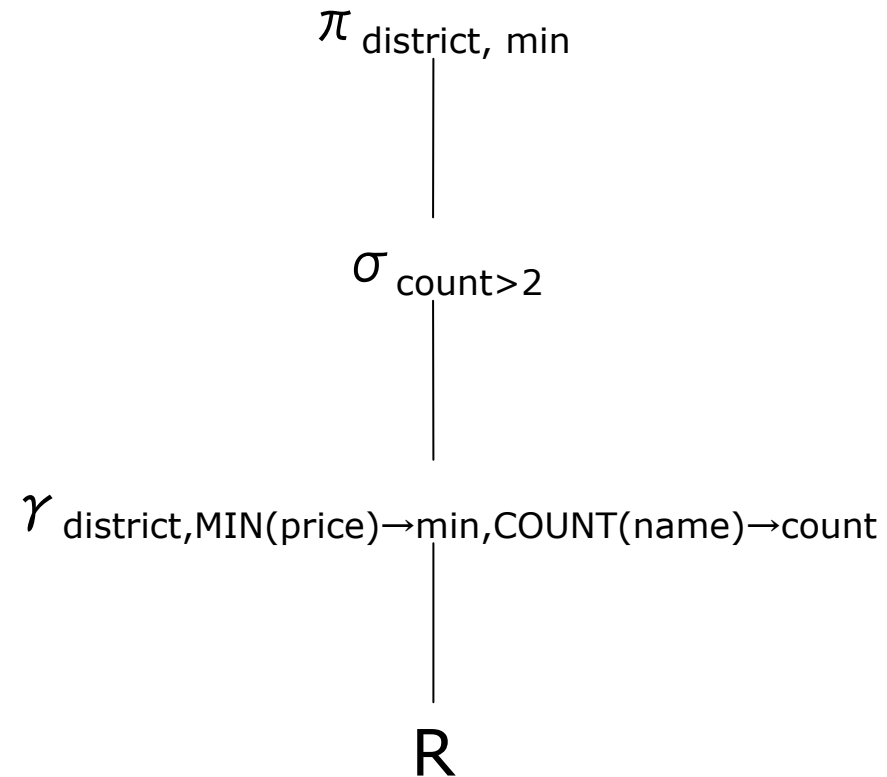 π district, min
σ count>2
γ district,MIN(price)→min,COUNT(name)→count
R